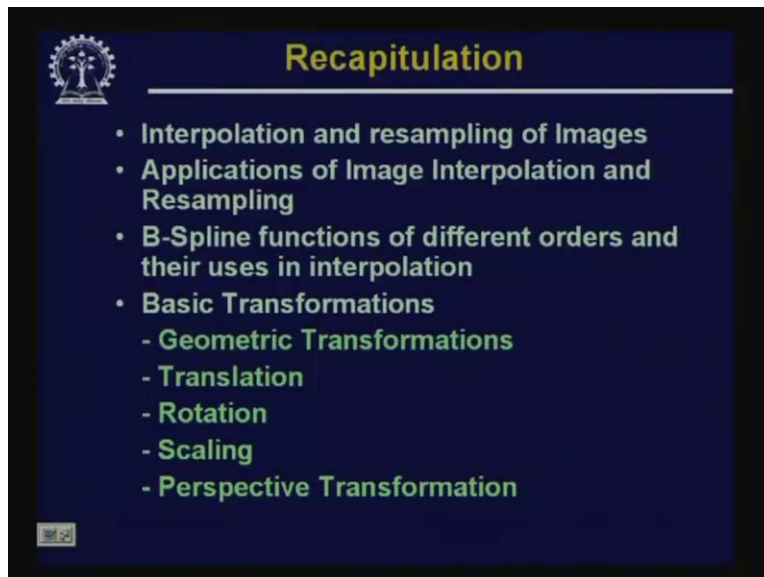 Recapitulation
• Interpolation and resampling of Images
• Applications of Image Interpolation and
Resampling
• B-Spline functions of different orders and
their uses in interpolation
• Basic Transformations
- Geometric Transformations
- Translation
- Rotation
- Scaling
- Perspective Transformation